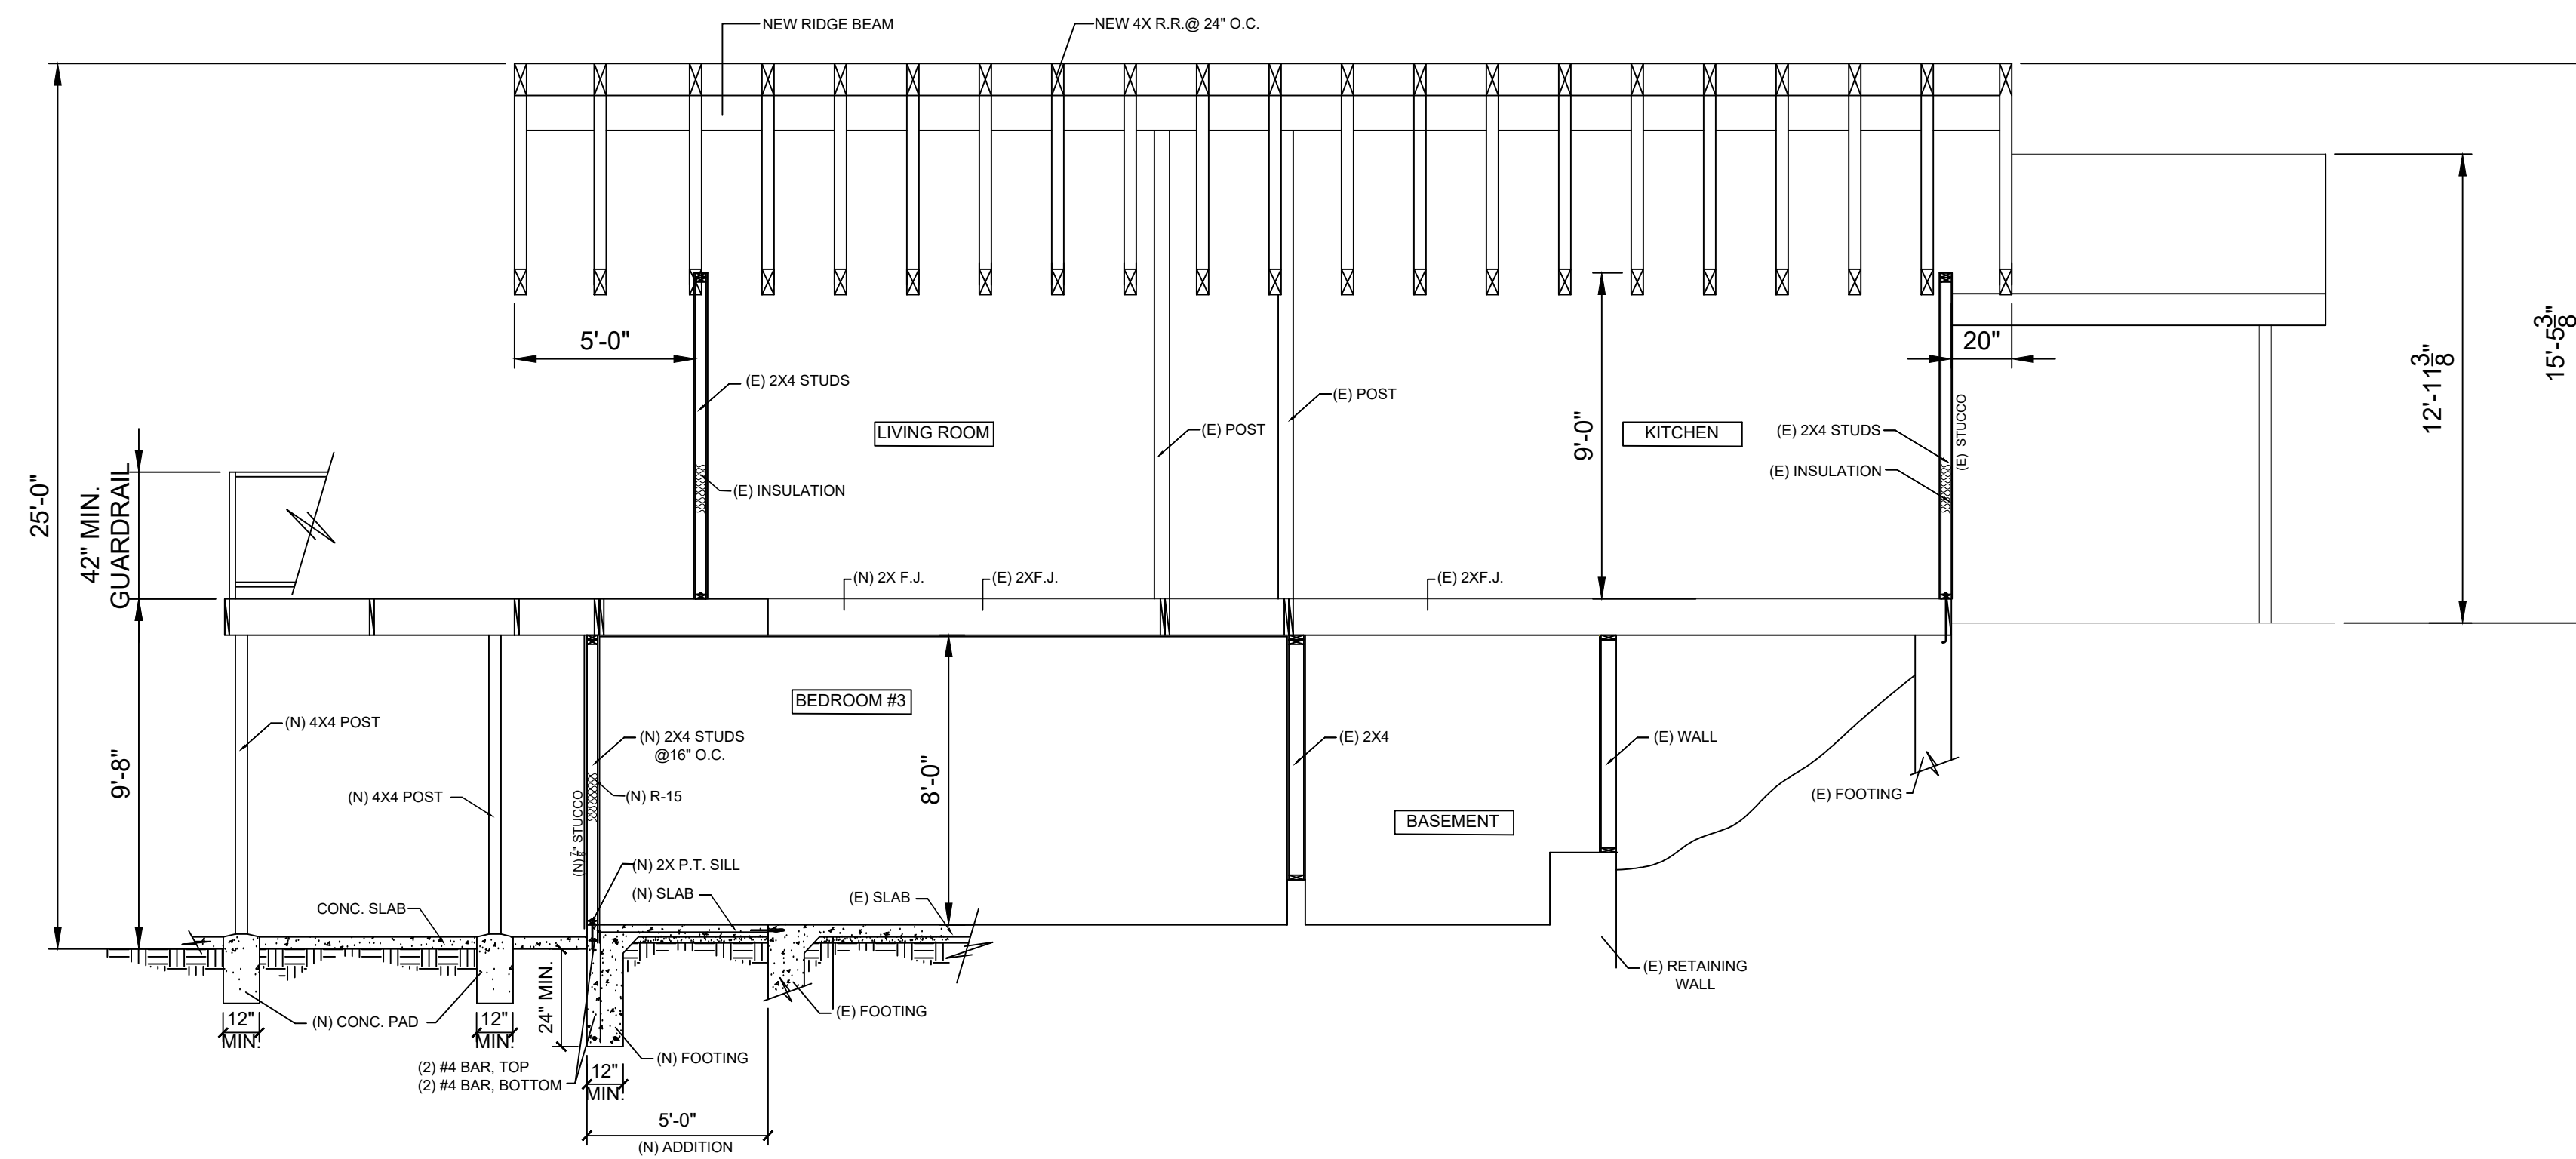 NEW RIDGE BEAM
NEW 4X R.R.@ 24" O.C.
5'-0"
20"
(E) 2X4 STUDS
(E) POST
(E) POST
LIVING ROOM
KITCHEN
9'-0"
(E) 2X4 STUDS
(E) STUCCO
(E) INSULATION
(E) INSULATION
12'-11 3/8"
15'-5 3/8"
25'-0"
42" MIN.
GUARDRAIL
(N) 2X F.J.
(E) 2XF.J.
(E) 2XF.J.
BEDROOM #3
(N) 4X4 POST
(N) 2X4 STUDS
@16" O.C.
(E) 2X4
(E) WALL
9'-8"
8'-0"
(N) 4X4 POST
(N) R-15
(E) FOOTING
(N) 7/8" STUCCO
BASEMENT
(N) 2X P.T. SILL
(N) SLAB
(E) SLAB
CONC. SLAB
(E) RETAINING
WALL
24" MIN.
12"
MIN.
(N) CONC. PAD
12"
MIN.
(E) FOOTING
(N) FOOTING
(2) #4 BAR, TOP
(2) #4 BAR, BOTTOM
12"
MIN.
5'-0"
(N) ADDITION